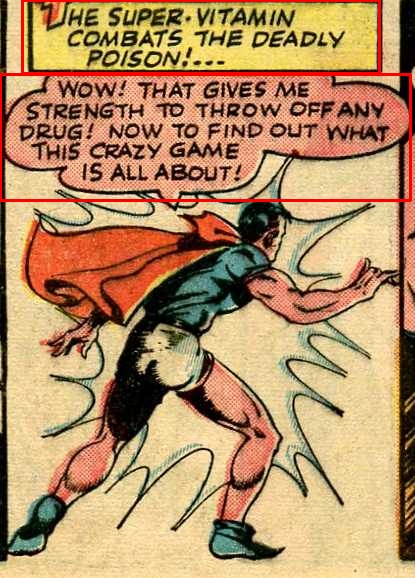 THE SUPER-VITAMIN
COMBATS THE DEADLY
POISON!...
WOW! THAT GIVES ME
STRENGTH TO THROW OFF ANY
DRUG! NOW TO FIND OUT WHAT
THIS CRAZY GAME
IS ALL ABOUT!